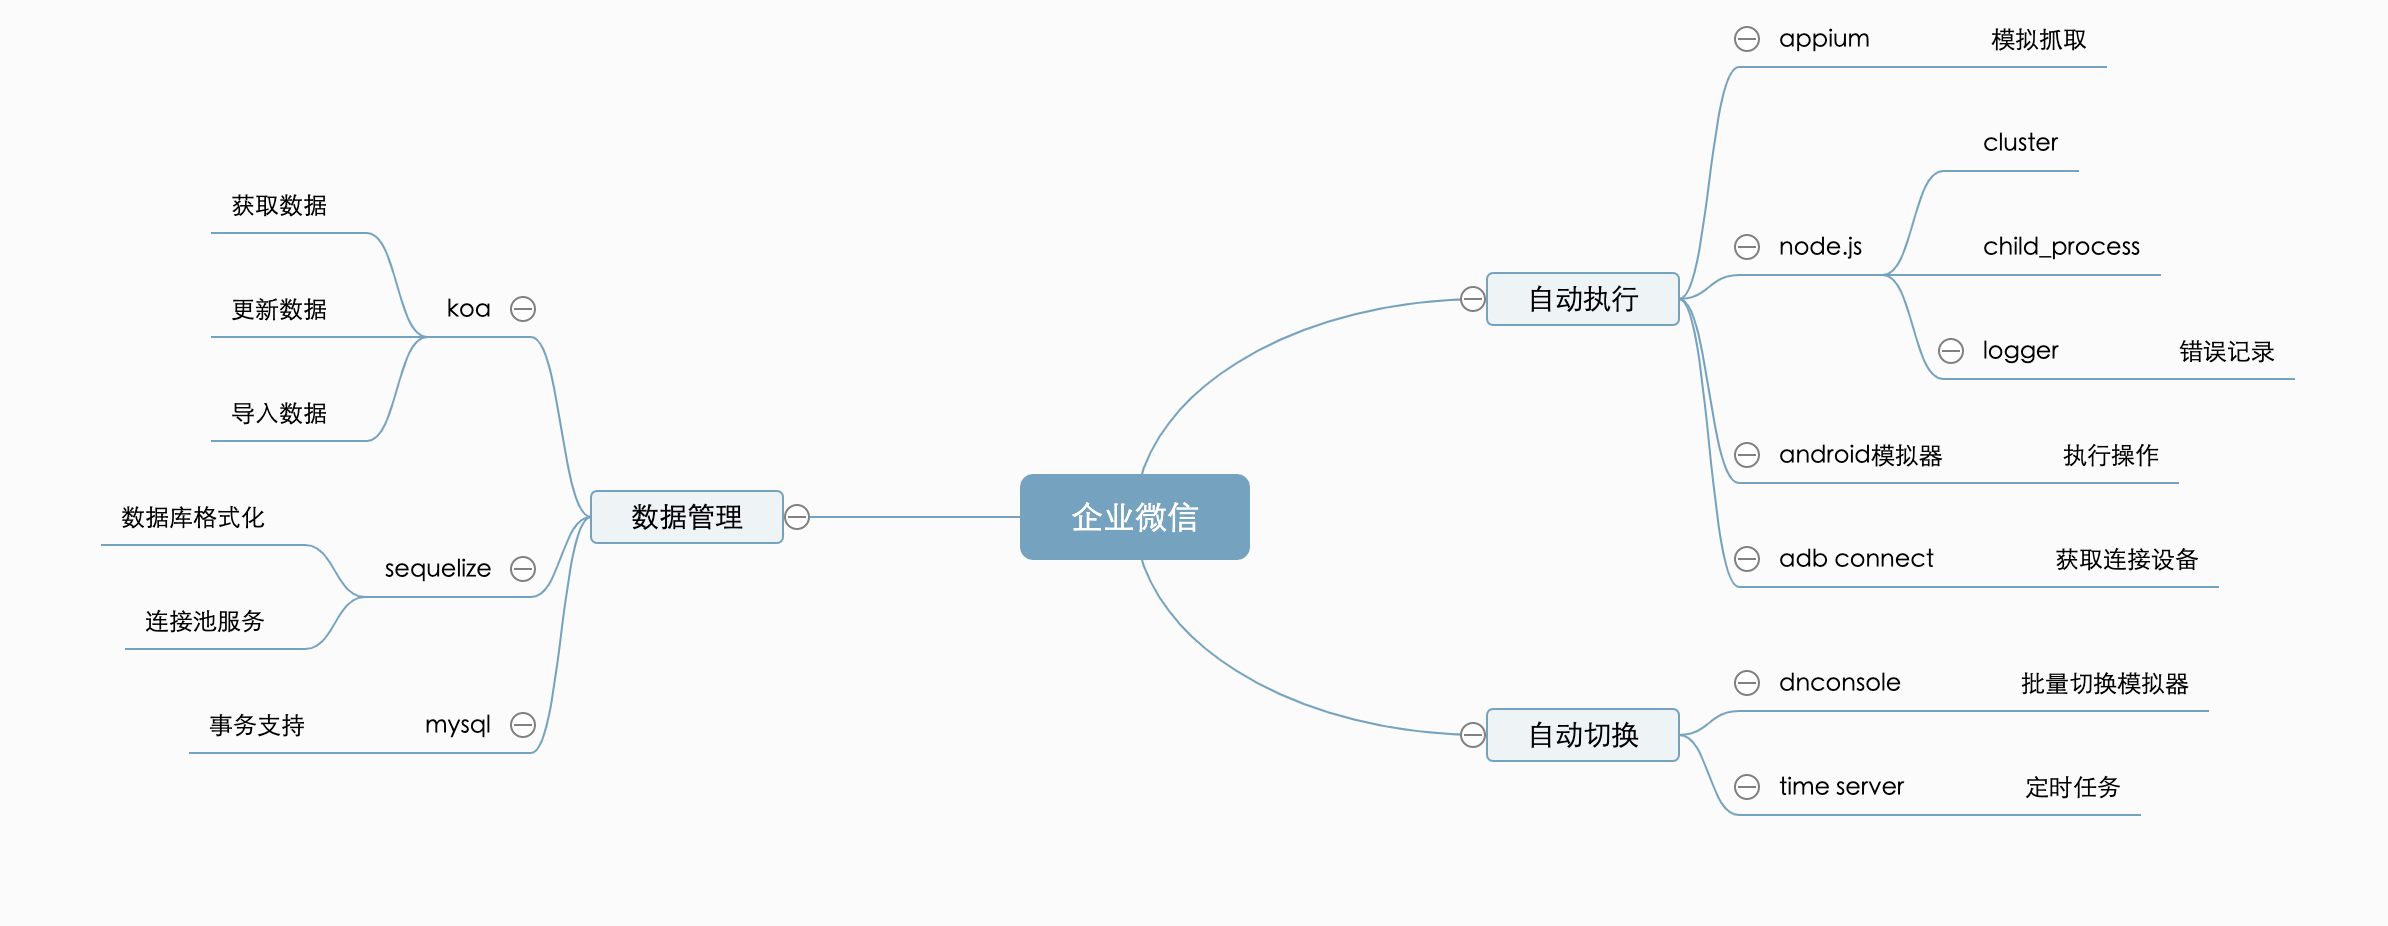 企业微信
自动执行
appium
模拟抓取
node.js
cluster
child_process
logger
错误记录
android模拟器
执行操作
adb connect
获取连接设备
自动切换
dnconsole
批量切换模拟器
time server
定时任务
数据管理
koa
获取数据
更新数据
导入数据
sequelize
数据库格式化
连接池服务
mysql
事务支持